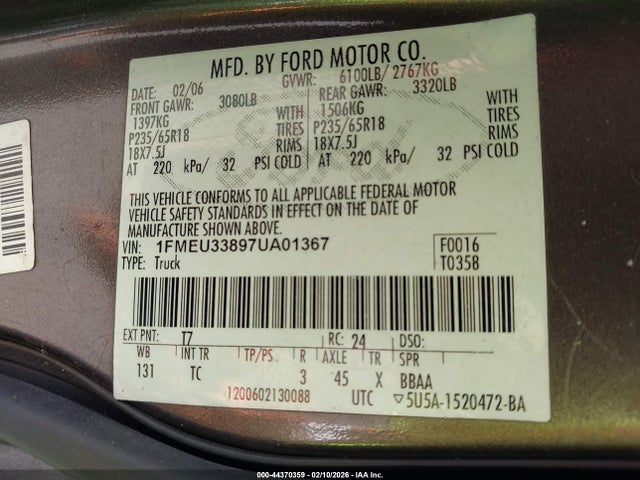 MFD. BY FORD MOTOR CO.
DATE: 02/06 GVWR: 6100LB/ 2767KG
FRONT GAWR: 3080LB REAR GAWR: 3320LB
1397KG WITH 1506KG WITH
P235/65R18 TIRES P235/65R18 TIRES
18X7.5J RIMS 18X7.5J RIMS
AT 220 kPa/ 32 PSI COLD AT 220 kPa/ 32 PSI COLD
THIS VEHICLE CONFORMS TO ALL APPLICABLE FEDERAL MOTOR
VEHICLE SAFETY STANDARDS IN EFFECT ON THE DATE OF
MANUFACTURE SHOWN ABOVE.
VIN: 1FMEU33897UA01367 F0016
TYPE: Truck T0358
EXT PNT: T7 RC: 24 DSO:
WB INT TR TP/PS R AXLE TR SPR
131 TC 3 45 X BBAA
1200602130088 UTC ▽5U5A-1520472-BA
000-44370359 - 02/10/2026 - IAA Inc.